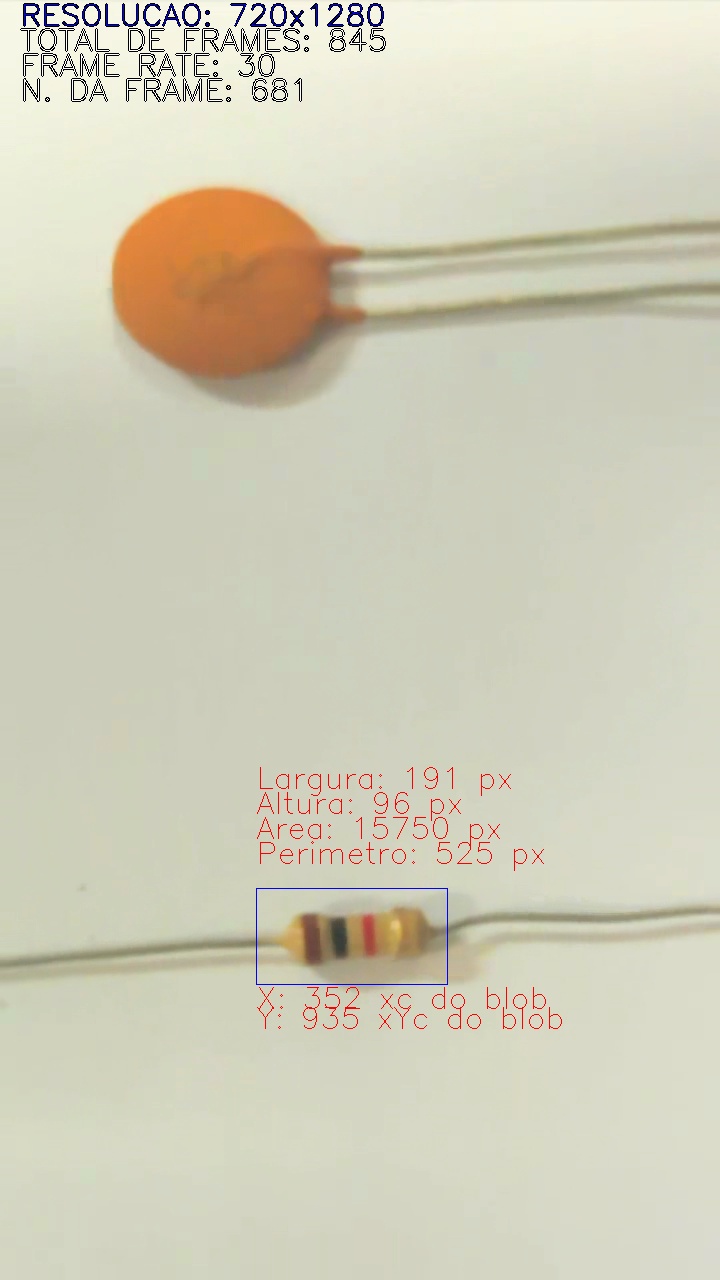 RESOLUCAO: 720x1280
TOTAL DE FRAMES: 845
FRAME RATE: 30
N. DA FRAME: 681
Largura: 191 px
Altura: 96 px
Area: 15750 px
Perimetro: 525 px
X: 352 xc do blob
Y: 935 xYc do blob